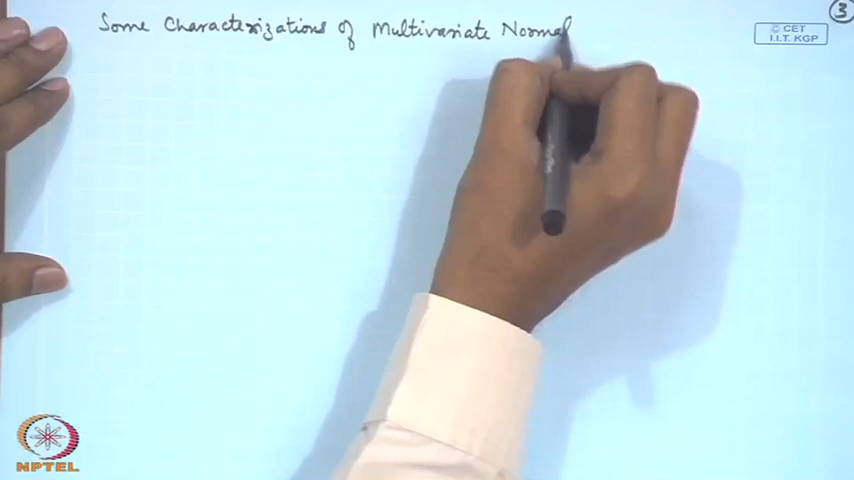 Some Characterizations of Multivariate Normal
3
© CET
I.I.T. KGP
NPTEL